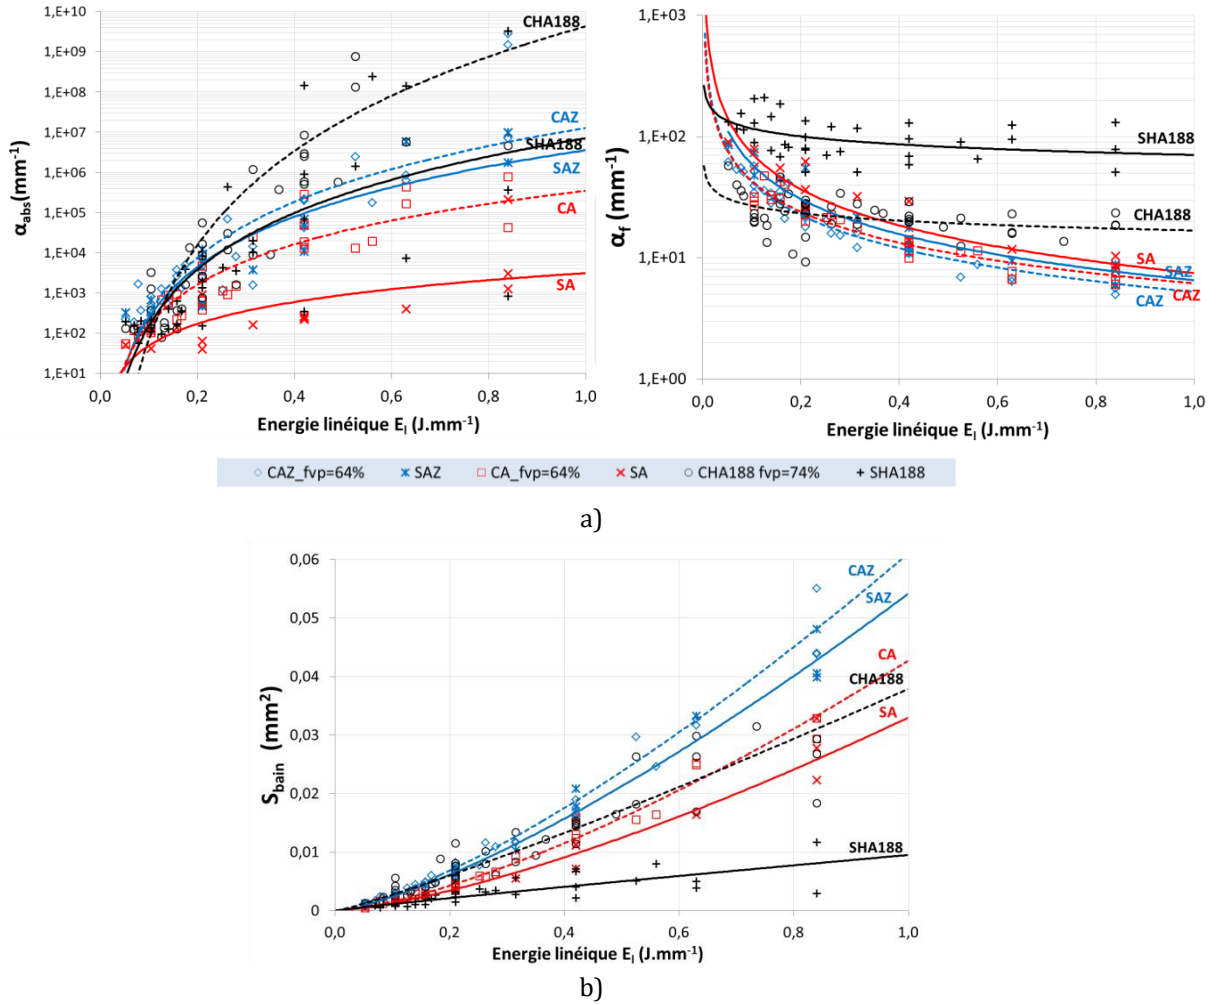 1,E+10
1,E+09
1,E+08
1,E+07
1,E+06
1,E+05
1,E+04
1,E+03
1,E+02
1,E+01
α_abs(mm⁻¹)
CHA188
CAZ
SHA188
SAZ
CA
SA
0,0 0,2 0,4 0,6 0,8 1,0
Energie linéique E_l (J.mm⁻¹)
1,E+03
1,E+02
1,E+01
1,E+00
α_f (mm⁻¹)
SHA188
CHA188
SA
SAZ
CAZ
CAZ
0,0 0,2 0,4 0,6 0,8 1,0
Energie linéique E_l (J.mm⁻¹)
CAZ_fvp=64% SAZ CA_fvp=64% SA CHA188 fvp=74% SHA188
a)
0,06
0,05
0,04
0,03
0,02
0,01
0
S_bain (mm²)
CAZ
SAZ
CA
CHA188
SA
SHA188
0,0 0,2 0,4 0,6 0,8 1,0
Energie linéique E_l (J.mm⁻¹)
b)